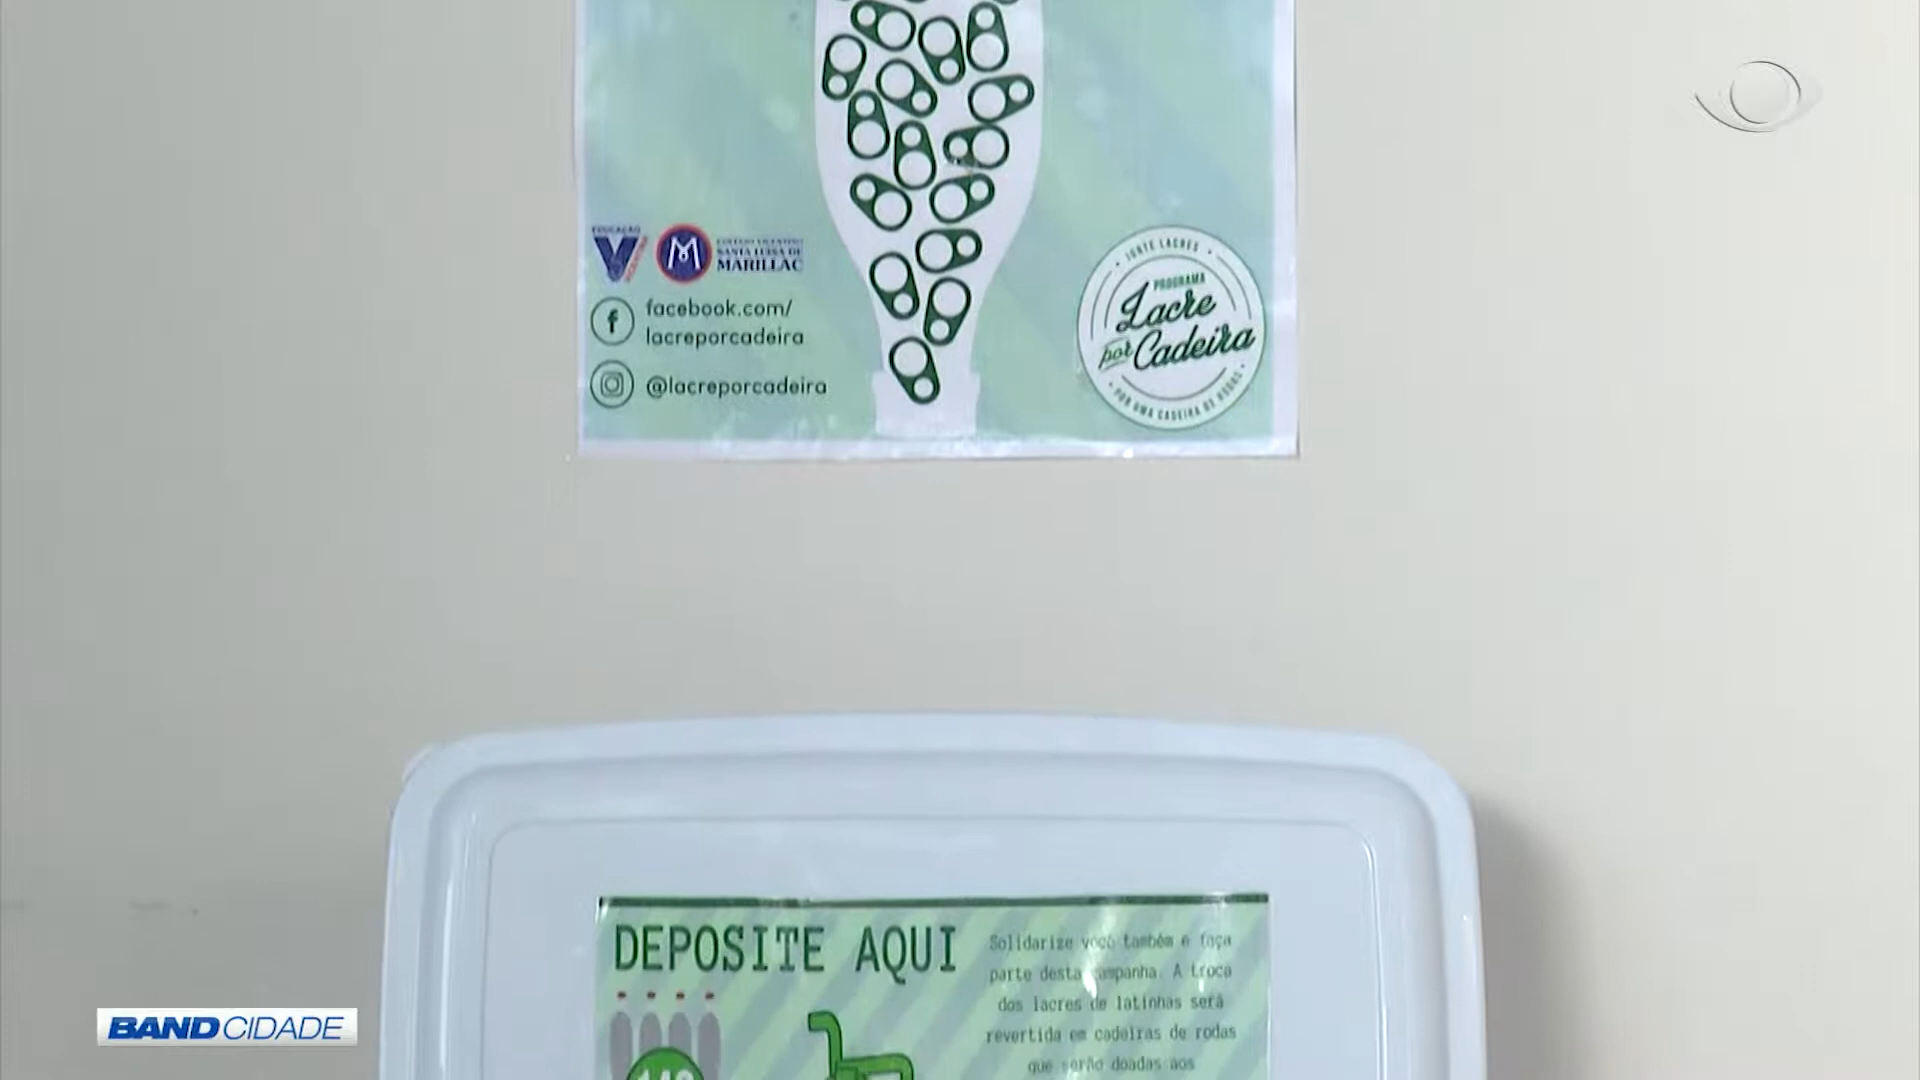 EDUCAÇÃO
SANTA LUISA DE
MARILLAC
facebook.com/
lacreporcadeira
@lacreporcadeira
• JUNTE LACRES •
PROGRAMA
Lacre
por Cadeira
• POR UMA CADEIRA DE RODAS •
DEPOSITE AQUI
Solidarize você também e faça
parte desta campanha. A troca
dos lacres de latinhas será
revertida em cadeiras de rodas
que serão doadas aos
140
BAND CIDADE